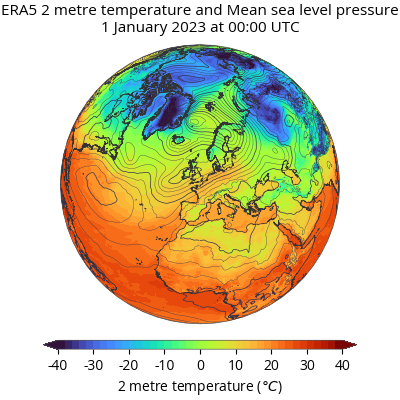 ERA5 2 metre temperature and Mean sea level pressure
1 January 2023 at 00:00 UTC
-40 -30 -20 -10 0 10 20 30 40
2 metre temperature (°C)